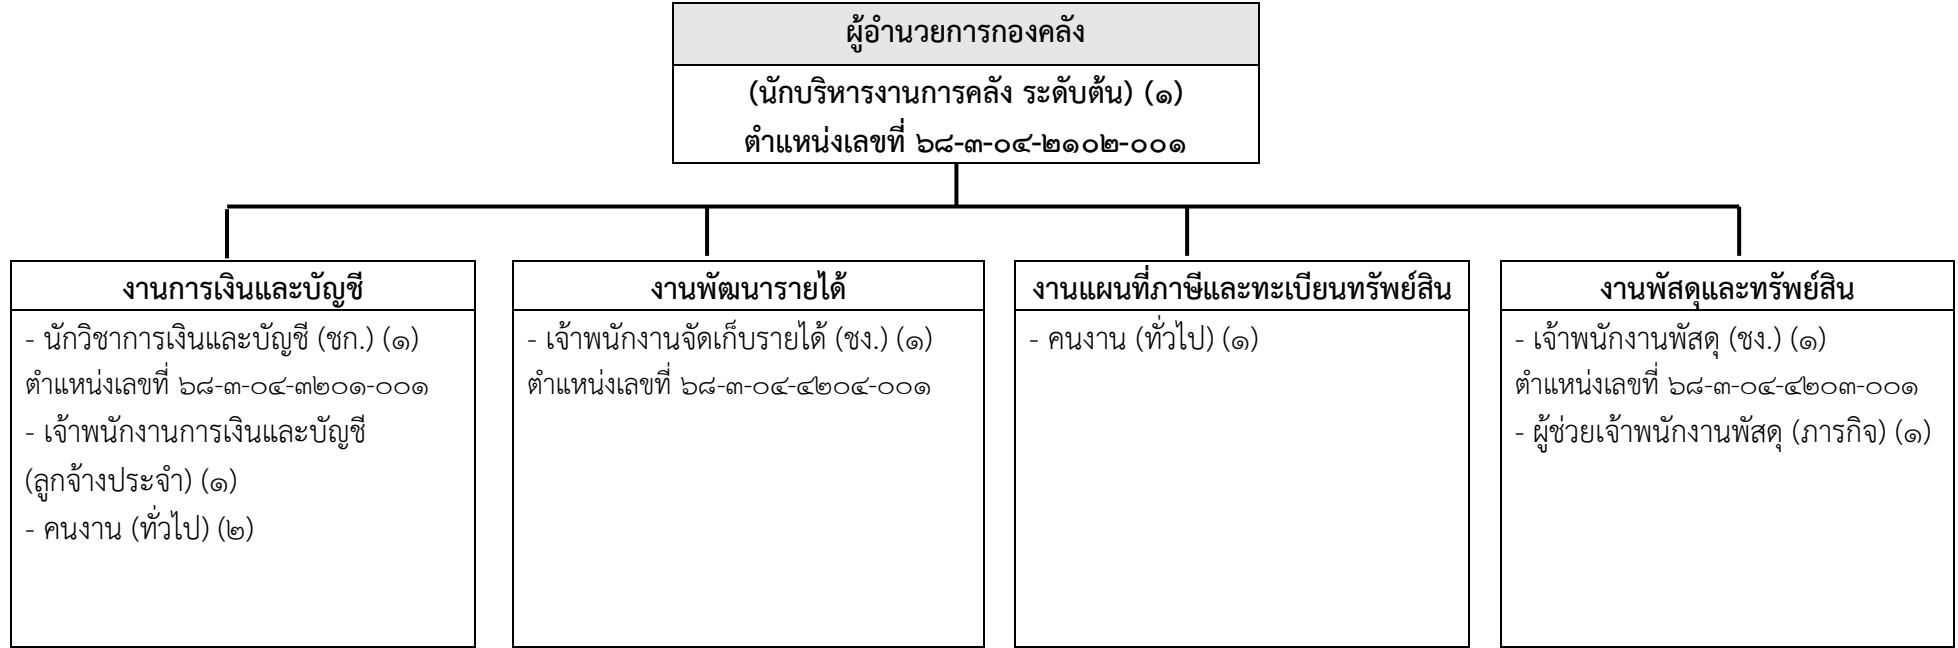 ผู้อำนวยการกองคลัง
(นักบริหารงานการคลัง ระดับต้น) (๑)
ตำแหน่งเลขที่ ๖๘-๓-๐๔-๒๑๐๒-๐๐๑
งานการเงินและบัญชี
- นักวิชาการเงินและบัญชี (ชก.) (๑)
ตำแหน่งเลขที่ ๖๘-๓-๐๔-๓๒๐๑-๐๐๑
- เจ้าพนักงานการเงินและบัญชี
(ลูกจ้างประจำ) (๑)
- คนงาน (ทั่วไป) (๒)
งานพัฒนารายได้
- เจ้าพนักงานจัดเก็บรายได้ (ชง.) (๑)
ตำแหน่งเลขที่ ๖๘-๓-๐๔-๔๒๐๔-๐๐๑
งานแผนที่ภาษีและทะเบียนทรัพย์สิน
- คนงาน (ทั่วไป) (๑)
งานพัสดุและทรัพย์สิน
- เจ้าพนักงานพัสดุ (ชง.) (๑)
ตำแหน่งเลขที่ ๖๘-๓-๐๔-๔๒๐๓-๐๐๑
- ผู้ช่วยเจ้าพนักงานพัสดุ (ภารกิจ) (๑)